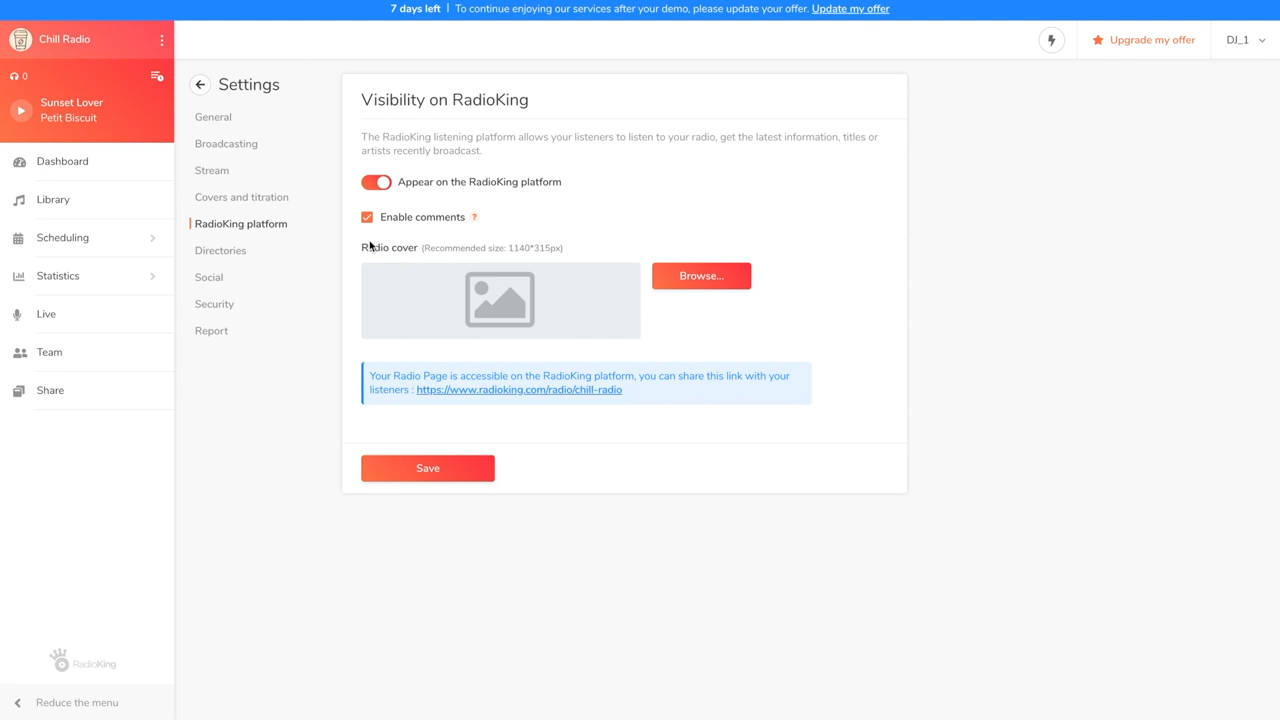 7 days left | To continue enjoying our services after your demo, please update your offer. Update my offer
Chill Radio
Upgrade my offer
DJ_1
0
Sunset Lover
Petit Biscuit
Dashboard
Library
Scheduling
Statistics
Live
Team
Share
RadioKing
Reduce the menu
Settings
General
Broadcasting
Stream
Covers and titration
RadioKing platform
Directories
Social
Security
Report
Visibility on RadioKing
The RadioKing listening platform allows your listeners to listen to your radio, get the latest information, titles or
artists recently broadcast.
Appear on the RadioKing platform
Enable comments ?
Radio cover (Recommended size: 1140*315px)
Browse...
Your Radio Page is accessible on the RadioKing platform, you can share this link with your
listeners : https://www.radioking.com/radio/chill-radio
Save